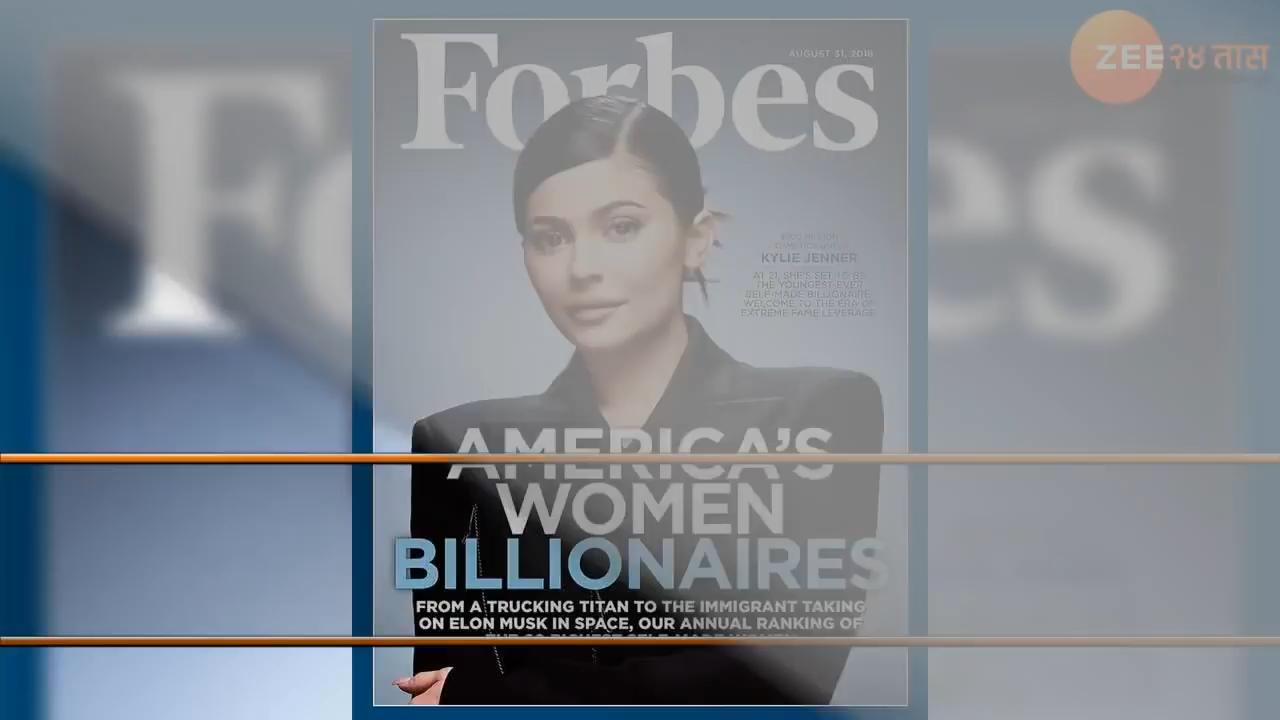 ZEE २४ तास
Forbes
AUGUST 31, 2018
KYLIE JENNER
AT 21, SHE'S SET TO BE
THE YOUNGEST-EVER
SELF-MADE BILLIONAIRE.
WELCOME TO THE ERA OF
EXTREME FAME LEVERAGE.
AMERICA'S
WOMEN
BILLIONAIRES
FROM A TRUCKING TITAN TO THE IMMIGRANT TAKING
ON ELON MUSK IN SPACE, OUR ANNUAL RANKING OF